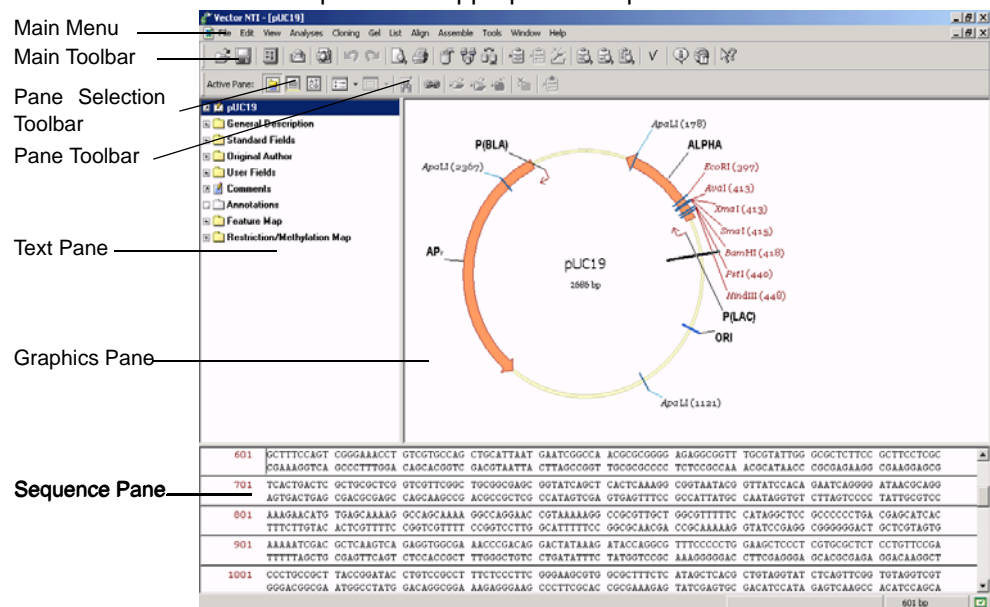 Vector NTI - [pUC19]
Main Menu
File Edit View Analyses Cloning Gel List Align Assemble Tools Window Help
Main Toolbar
Active Pane:
Pane Selection
Toolbar
Pane Toolbar
Text Pane
Graphics Pane
pUC19
General Description
Standard Fields
Original Author
User Fields
Comments
Annotations
Feature Map
Restriction/Methylation Map
ApaLI (178)
P(BLA)
ALPHA
ApaLI (2367)
EcoRI (397)
AvaI (413)
XmaI (413)
SmaI (415)
BamHI (418)
PstI (440)
HindIII (448)
APr
pUC19
2686 bp
P(LAC)
ORI
ApaLI (1121)
Sequence Pane
601 GCTTTCCAGT CGGGAAACCT GTCGTGCCAG CTGCATTAAT GAATCGGCCA ACGCGCGGGG AGAGGCGGTT TGCGTATTGG GCGCTCTTCC GCTTCCTCGC
CGAAAGGTCA GCCCTTTGGA CAGCACGGTC GACGTAATTA CTTAGCCGGT TGCGCGCCCC TCTCCGCCAA ACGCATAACC CGCGAGAAGG CGAAGGAGCG
701 TCACTGACTC GCTGCGCTCG GTCGTTCGGC TGCGGCGAGC GGTATCAGCT CACTCAAAGG CGGTAATACG GTTATCCACA GAATCAGGGG ATAACGCAGG
AGTGACTGAG CGACGCGAGC CAGCAAGCCG ACGCCGCTCG CCATAGTCGA GTGAGTTTCC GCCATTATGC CAATAGGTGT CTTAGTCCCC TATTGCGTCC
801 AAAGAACATG TGAGCAAAAG GCCAGCAAAA GGCCAGGAAC CGTAAAAAGG CCGCGTTGCT GGCGTTTTTC CATAGGCTCC GCCCCCCTGA CGAGCATCAC
TTTCTTGTAC ACTCGTTTTC CGGTCGTTTT CCGGTCCTTG GCATTTTTCC GGCGCAACGA CCGCAAAAAG GTATCCGAGG CGGGGGGACT GCTCGTAGTG
901 AAAAATCGAC GCTCAAGTCA GAGGTGGCGA AACCCGACAG GACTATAAAG ATACCAGGCG TTTCCCCCTG GAAGCTCCCT CGTGCGCTCT CCTGTTCCGA
TTTTTAGCTG CGAGTTCAGT CTCCACCGCT TTGGGCTGTC CTGATATTTC TATGGTCCGC AAAGGGGGAC CTTCGAGGGA GCACGCGAGA GGACAAGGCT
1001 CCCTGCCGCT TACCGGATAC CTGTCCGCCT TTCTCCCTTC GGGAAGCGTG GCGCTTTCTC ATAGCTCACG CTGTAGGTAT CTCAGTTCGG TGTAGGTCGT
GGGACGGCGA ATGGCCTATG GACAGGCGGA AAGAGGGAAG CCCTTCGCAC CGCGAAAGAG TATCGAGTGC GACATCCATA GAGTCAAGCC ACATCCAGCA
601 bp